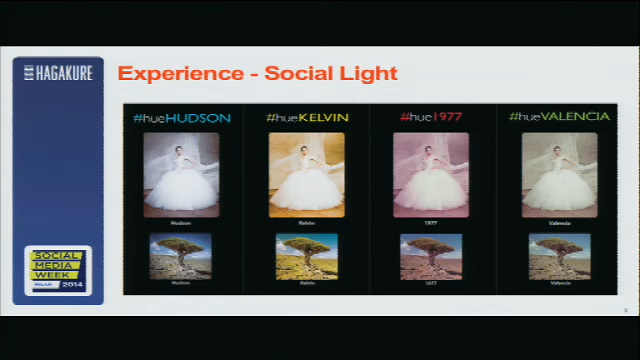 HAGAKURE
Experience - Social Light
#hueHUDSON
#hueKELVIN
#hue1977
#hueVALENCIA
Hudson
Kelvin
1977
Valencia
Hudson
Kelvin
1977
Valencia
SOCIAL
MEDIA
WEEK
MILAN 2014